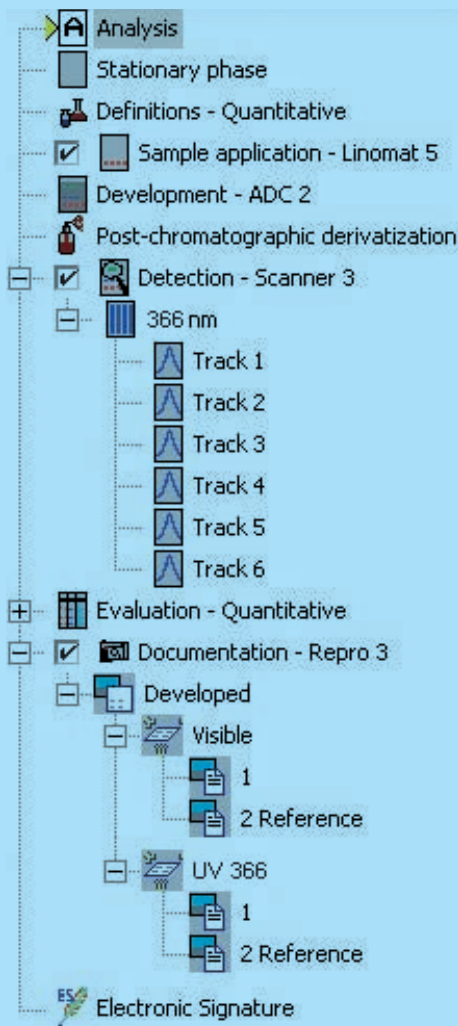 A Analysis
Stationary phase
Definitions - Quantitative
Sample application - Linomat 5
Development - ADC 2
Post-chromatographic derivatization
Detection - Scanner 3
366 nm
Track 1
Track 2
Track 3
Track 4
Track 5
Track 6
Evaluation - Quantitative
Documentation - Repro 3
Developed
Visible
1
2 Reference
UV 366
1
2 Reference
ES Electronic Signature